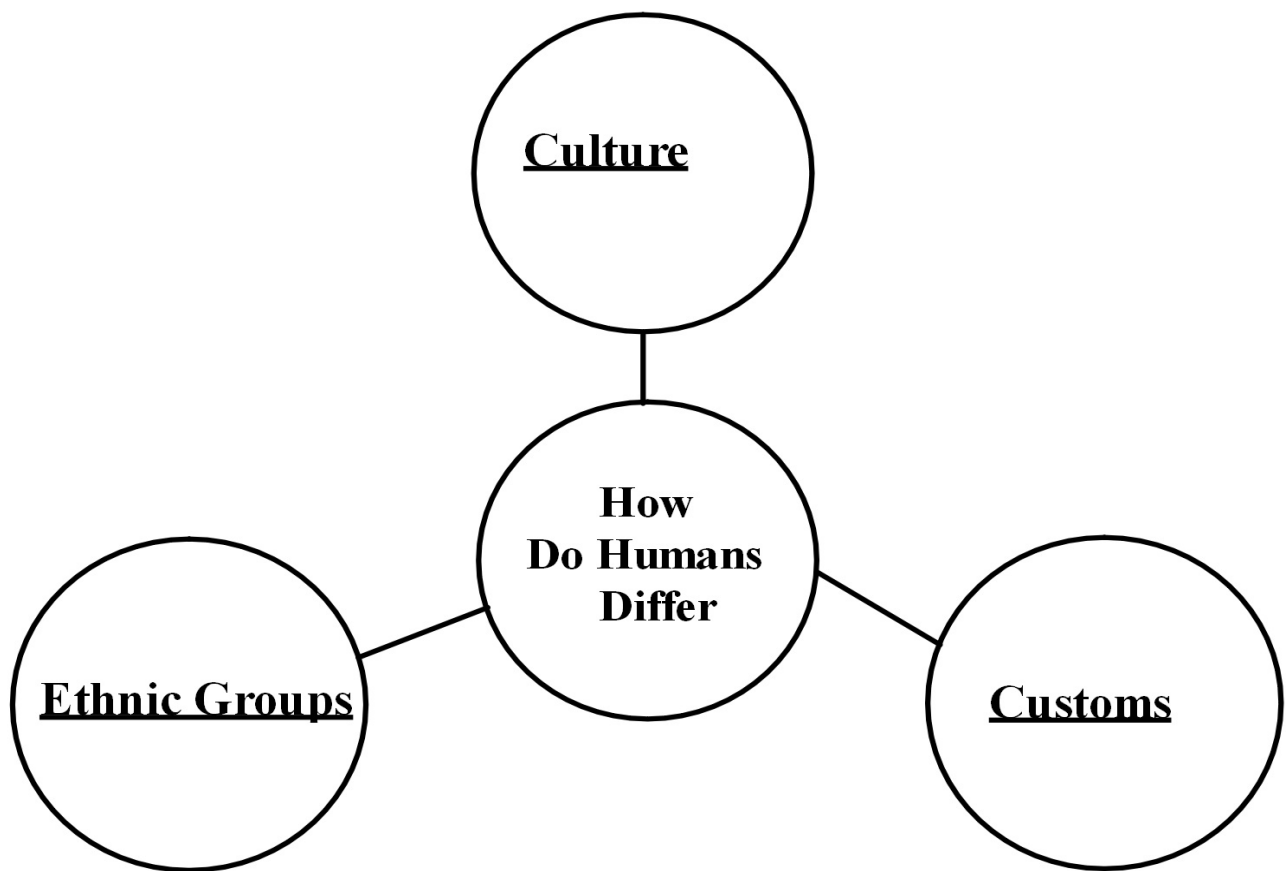 Culture
How
Do Humans
Differ
Ethnic Groups
Customs